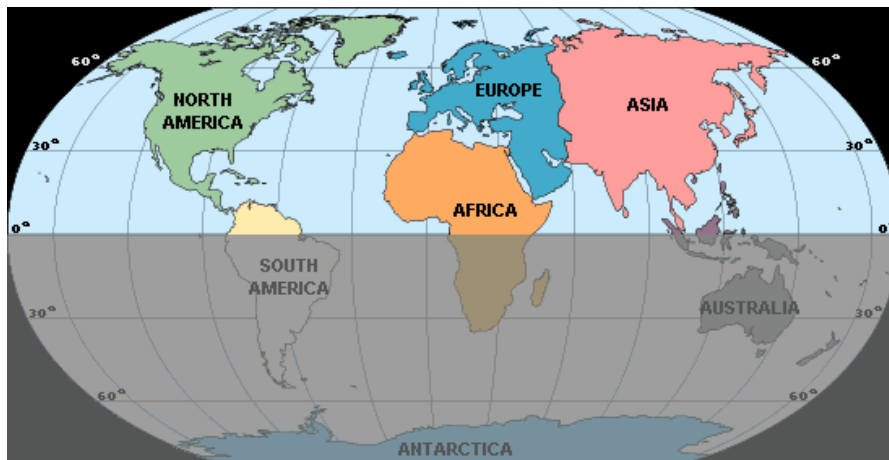 60°
60°
NORTH
AMERICA
EUROPE
ASIA
30°
30°
AFRICA
0°
0
SOUTH
AMERICA
AUSTRALIA
30°
30°
60°
60°
ANTARCTICA